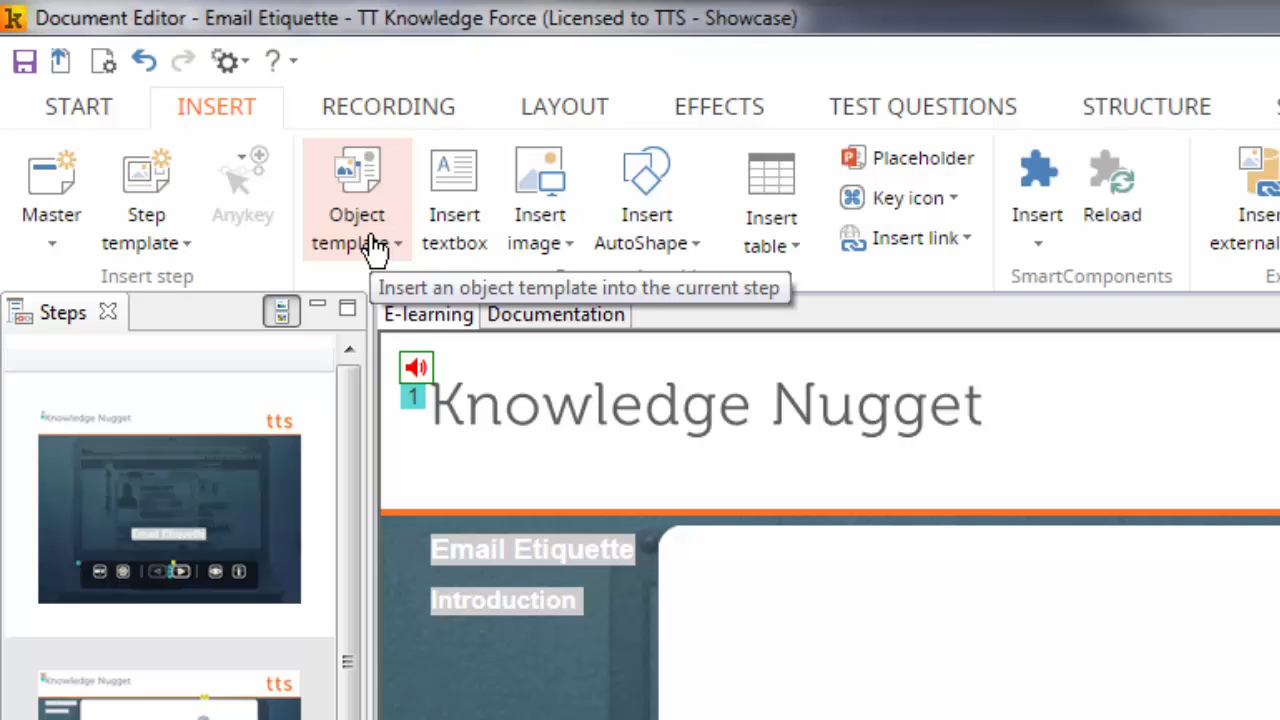 Document Editor - Email Etiquette - TT Knowledge Force (Licensed to TTS - Showcase)
START INSERT RECORDING LAYOUT EFFECTS TEST QUESTIONS STRUCTURE
Master
Step
template
Anykey
Insert step
Object
template
Insert
textbox
Insert
image
Insert
AutoShape
Insert
table
Placeholder
Key icon
Insert link
Insert
Reload
SmartComponents
Insert an object template into the current step
Steps
E-learning Documentation
1
Knowledge Nugget
Email Etiquette
Introduction
Knowledge Nugget
tts
Email Etiquette
Knowledge Nugget
tts